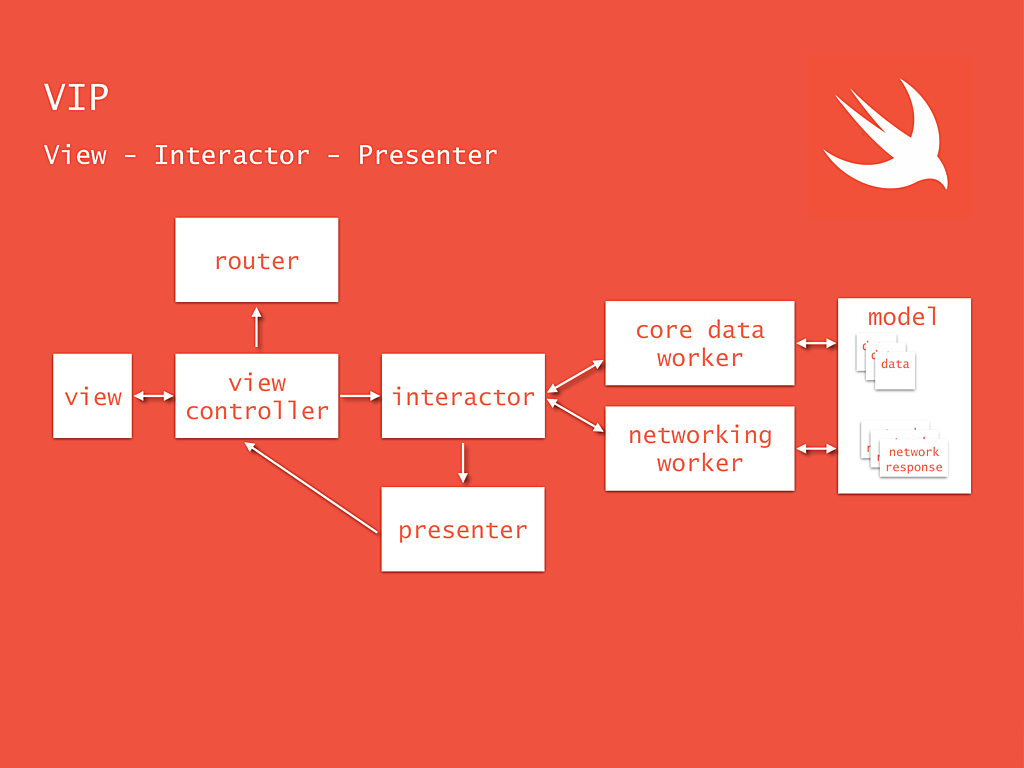 VIP
View - Interactor - Presenter
router
view
view
controller
interactor
presenter
core data
worker
networking
worker
model
data
network
response